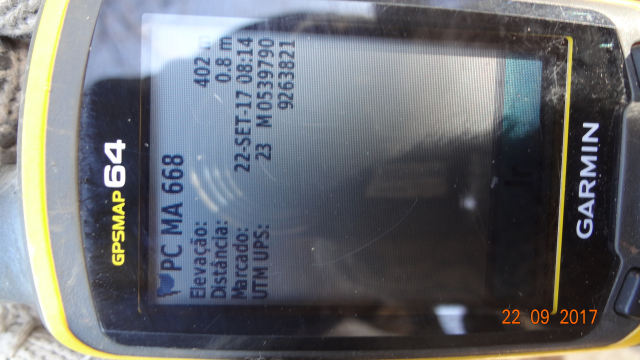 GPSMAP 64
PC MA 668
Elevação: 402 m
Distância: 0.8 m
Marcado: 22-SET-17 08:14
UTM UPS: 23 M 0539790
9263821
GARMIN
22 09 2017